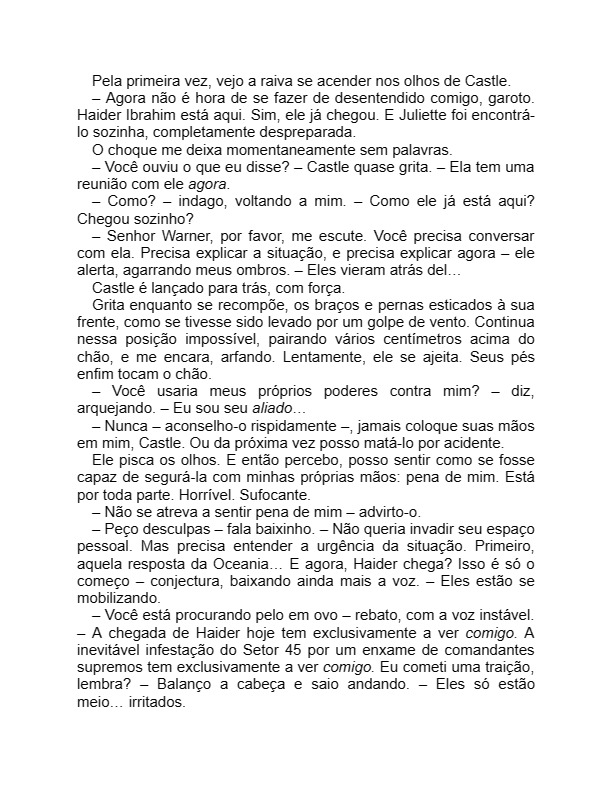 Pela primeira vez, vejo a raiva se acender nos olhos de Castle.
– Agora não é hora de se fazer de desentendido comigo, garoto.
Haider Ibrahim está aqui. Sim, ele já chegou. E Juliette foi encontrá-
lo sozinha, completamente despreparada.
O choque me deixa momentaneamente sem palavras.
– Você ouviu o que eu disse? – Castle quase grita. – Ela tem uma
reunião com ele agora.
– Como? – indago, voltando a mim. – Como ele já está aqui?
Chegou sozinho?
– Senhor Warner, por favor, me escute. Você precisa conversar
com ela. Precisa explicar a situação, e precisa explicar agora – ele
alerta, agarrando meus ombros. – Eles vieram atrás del…
Castle é lançado para trás, com força.
Grita enquanto se recompõe, os braços e pernas esticados à sua
frente, como se tivesse sido levado por um golpe de vento. Continua
nessa posição impossível, pairando vários centímetros acima do
chão, e me encara, arfando. Lentamente, ele se ajeita. Seus pés
enfim tocam o chão.
– Você usaria meus próprios poderes contra mim? – diz,
arquejando. – Eu sou seu aliado…
– Nunca – aconselho-o rispidamente –, jamais coloque suas mãos
em mim, Castle. Ou da próxima vez posso matá-lo por acidente.
Ele pisca os olhos. E então percebo, posso sentir como se fosse
capaz de segurá-la com minhas próprias mãos: pena de mim. Está
por toda parte. Horrível. Sufocante.
– Não se atreva a sentir pena de mim – advirto-o.
– Peço desculpas – fala baixinho. – Não queria invadir seu espaço
pessoal. Mas precisa entender a urgência da situação. Primeiro,
aquela resposta da Oceania… E agora, Haider chega? Isso é só o
começo – conjectura, baixando ainda mais a voz. – Eles estão se
mobilizando.
– Você está procurando pelo em ovo – rebato, com a voz instável.
– A chegada de Haider hoje tem exclusivamente a ver comigo. A
inevitável infestação do Setor 45 por um enxame de comandantes
supremos tem exclusivamente a ver comigo. Eu cometi uma traição,
lembra? – Balanço a cabeça e saio andando. – Eles só estão
meio… irritados.